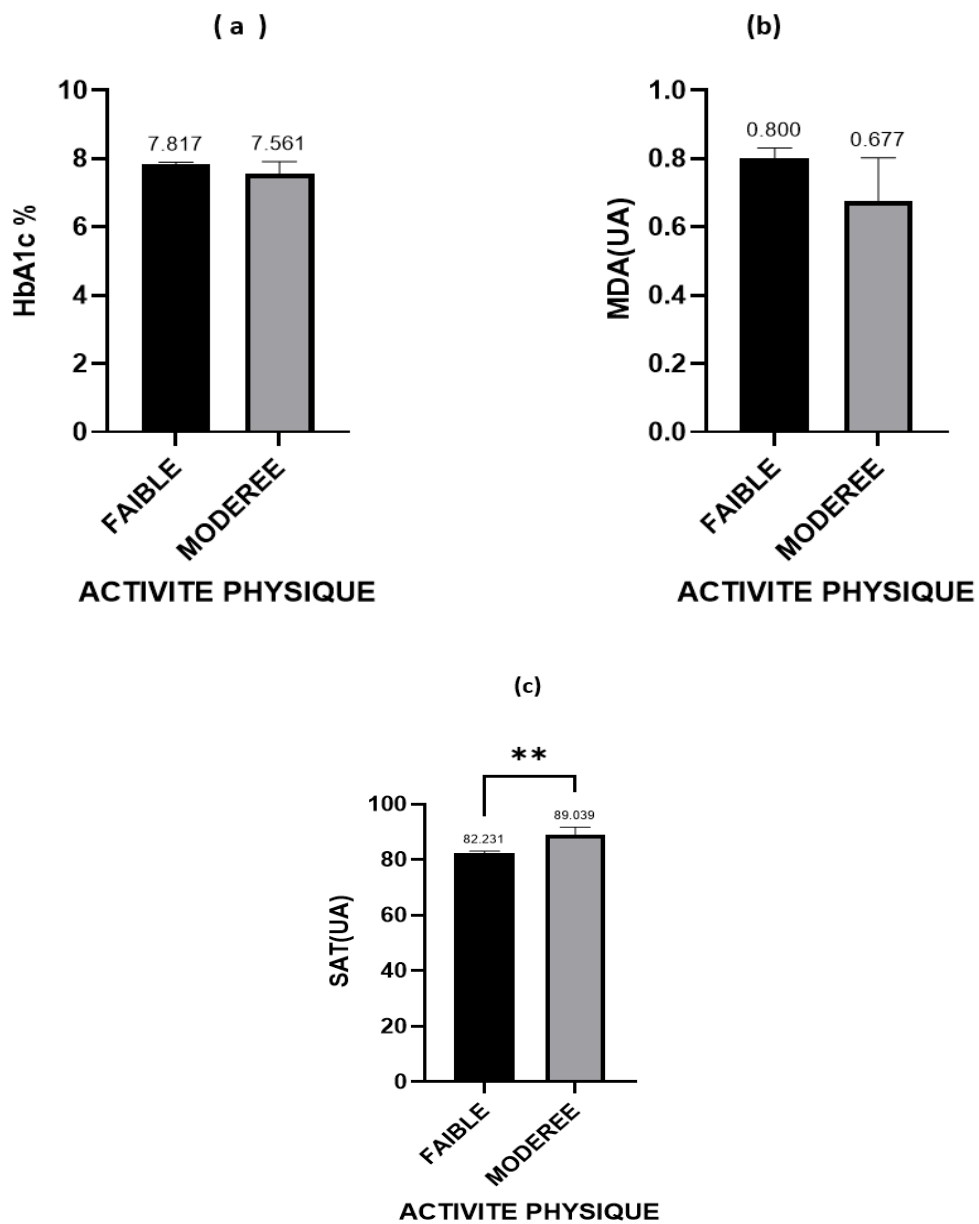 ( a )
(b)
10
8
6
4
2
0
HbA1c %
7.817
7.561
FAIBLE
MODEREE
ACTIVITE PHYSIQUE
1.0
0.8
0.6
0.4
0.2
0.0
MDA(UA)
0.800
0.677
FAIBLE
MODEREE
ACTIVITE PHYSIQUE
(c)
**
100
80
60
40
20
0
SAT(UA)
82.231
89.039
FAIBLE
MODEREE
ACTIVITE PHYSIQUE